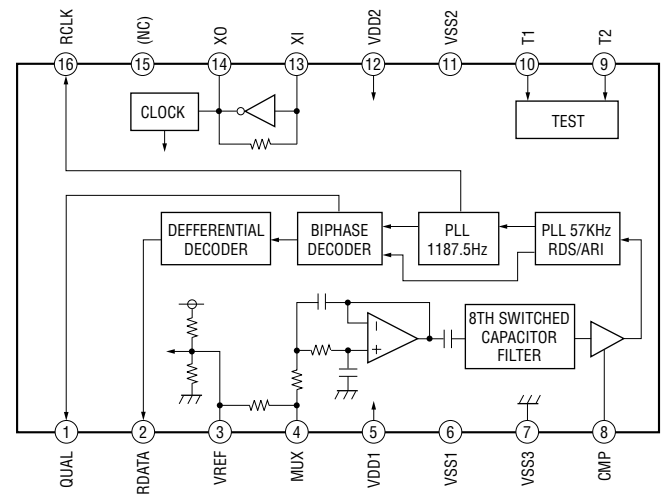 RCLK
(NC)
XO
XI
VDD2
VSS2
T1
T2
16
15
14
13
12
11
10
9
CLOCK
TEST
DEFFERENTIAL
DECODER
BIPHASE
DECODER
PLL
1187.5Hz
PLL 57KHz
RDS/ARI
8TH SWITCHED
CAPACITOR
FILTER
1
2
3
4
5
6
7
8
QUAL
RDATA
VREF
MUX
VDD1
VSS1
VSS3
CMP